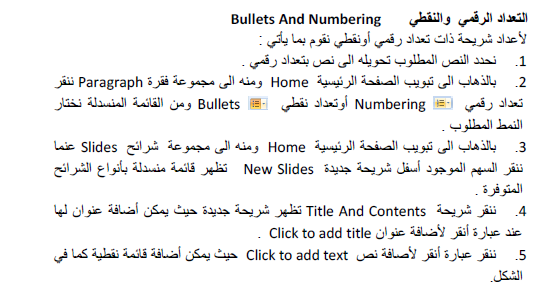 التعداد الرقمي والنقطي Bullets And Numbering
لأعداد شريحة ذات تعداد رقمي أونقطي نقوم بما يأتي :
1. نحدد النص المطلوب تحويله الى نص بتعداد رقمي .
2. بالذهاب الى تبويب الصفحة الرئيسية Home ومنه الى مجموعة فقرة Paragraph ننقر
تعداد رقمي Numbering أوتعداد نقطي Bullets ومن القائمة المنسدلة نختار
النمط المطلوب .
3. بالذهاب الى تبويب الصفحة الرئيسية Home ومنه الى مجموعة شرائح Slides عنما
ننقر السهم الموجود أسفل شريحة جديدة New Slides تظهر قائمة منسدلة بأنواع الشرائح
المتوفرة .
4. ننقر شريحة Title And Contents تظهر شريحة جديدة حيث يمكن أضافة عنوان لها
عند عبارة أنقر لأضافة عنوان Click to add title .
5. ننقر عبارة أنقر لأضافة نص Click to add text حيث يمكن أضافة قائمة نقطية كما في
الشكل.